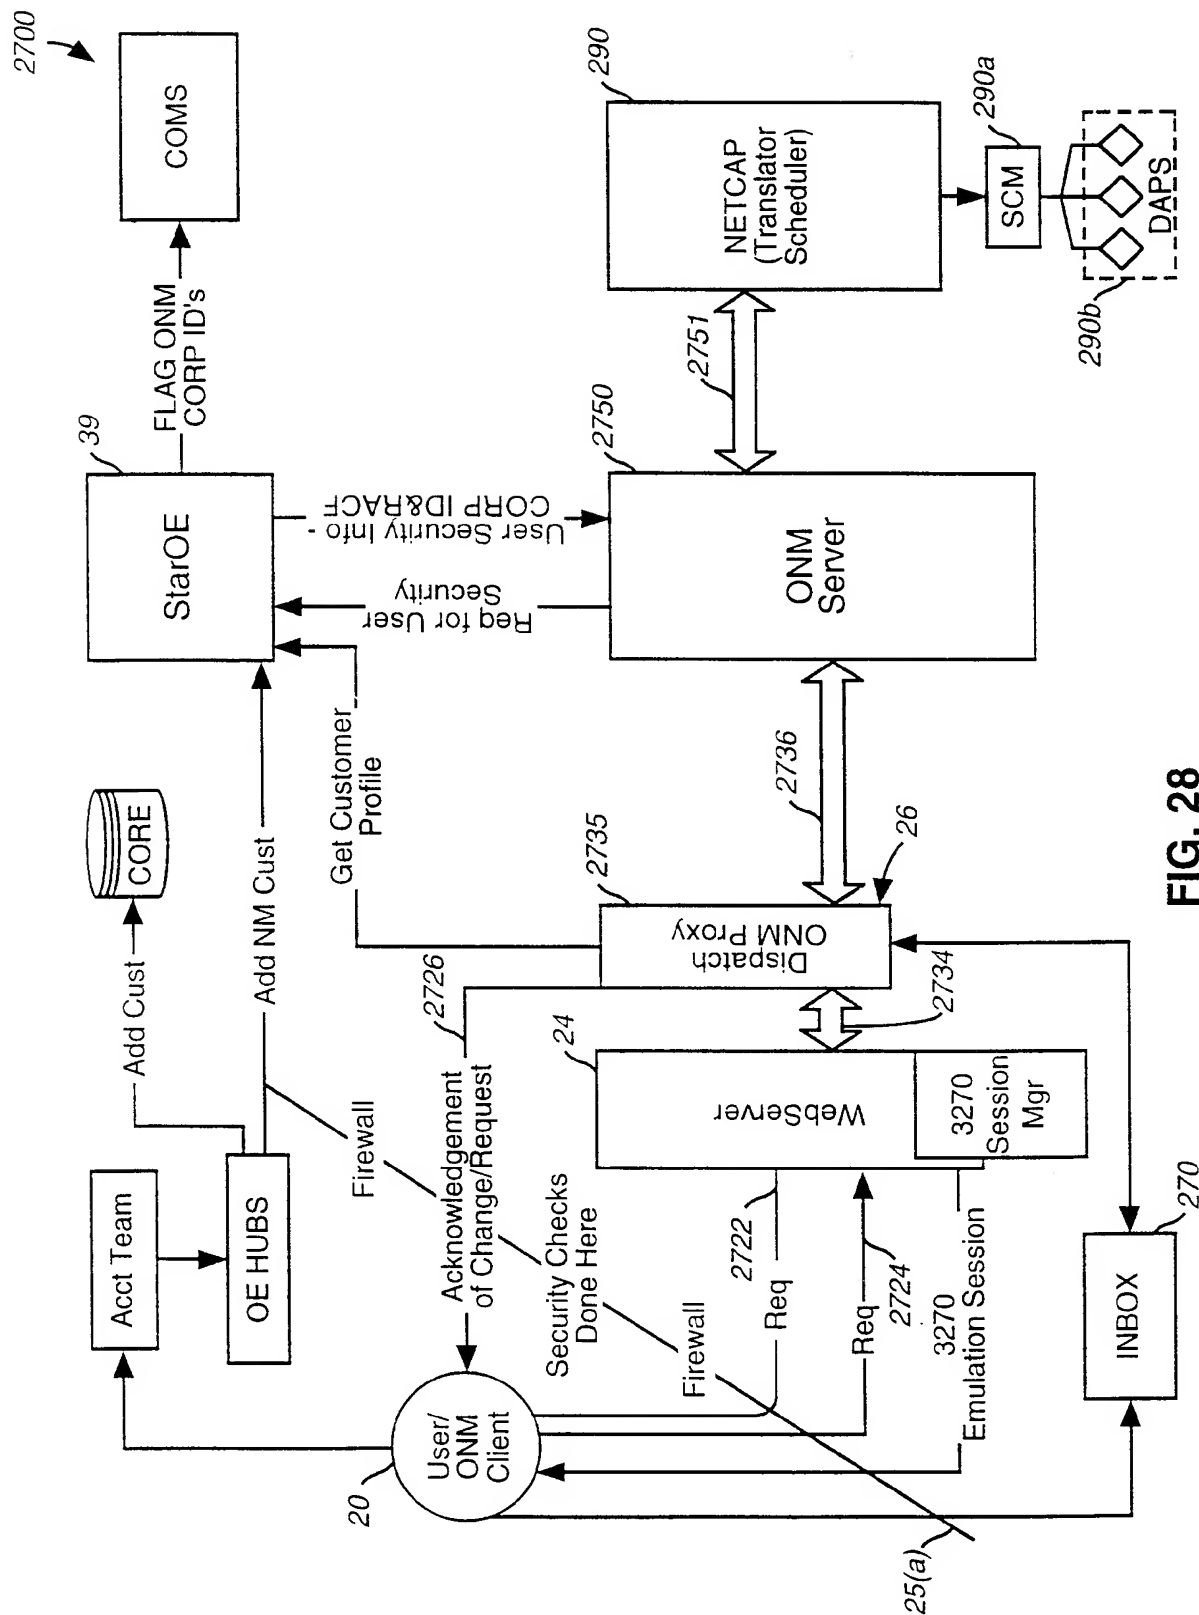 2700
COMS
FLAG ONM
CORP ID's
39
StarOE
CORE
Add Cust
Add NM Cust
Acct Team
OE HUBS
Firewall
Get Customer
Profile
Req for User
Security
User Security Info -
CORP ID&RACF
290
NETCAP
(Translator
Scheduler)
290a
SCM
DAPS
290b
2751
2750
ONM
Server
2736
2735
Dispatch
ONM Proxy
26
2726
Acknowledgement
of Change/Request
2734
24
WebServer
3270
Session
Mgr
Security Checks
Done Here
2722
Req
Req
2724
3270
Emulation Session
Firewall
User/
ONM
Client
20
25(a)
INBOX
270
FIG. 28